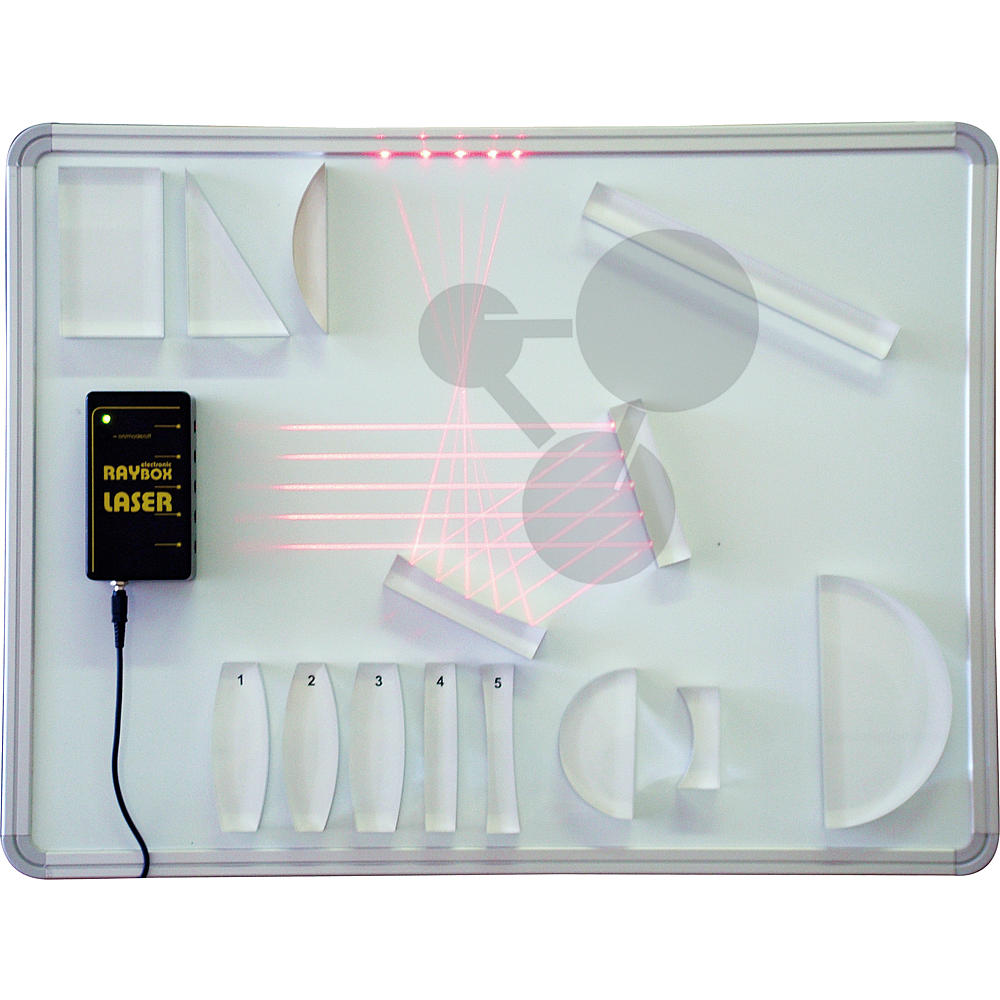 electronic
RAYBOX
LASER
1 2 3 4 5